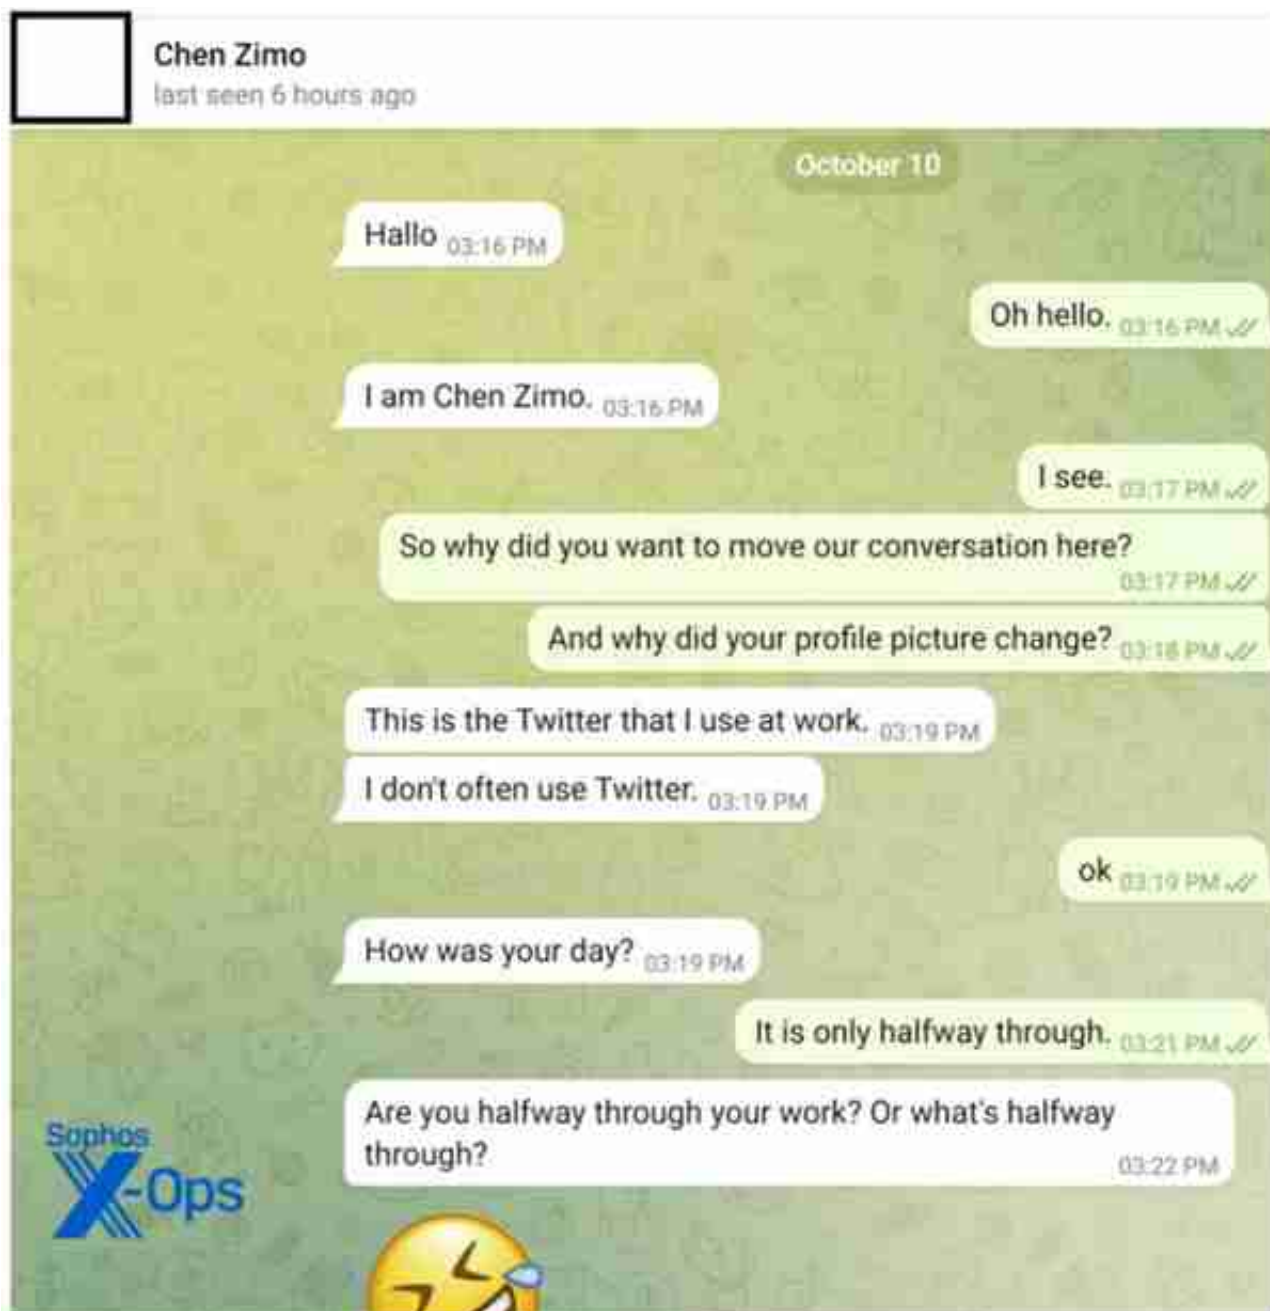 Chen Zimo
last seen 6 hours ago
October 10
Hallo 03:16 PM
Oh hello. 03:16 PM
I am Chen Zimo. 03:16 PM
I see. 03:17 PM
So why did you want to move our conversation here?
03:17 PM
And why did your profile picture change? 03:18 PM
This is the Twitter that I use at work. 03:19 PM
I don't often use Twitter. 03:19 PM
ok 03:19 PM
How was your day? 03:19 PM
It is only halfway through. 03:21 PM
Are you halfway through your work? Or what's halfway
through? 03:22 PM
Sophos
X-Ops